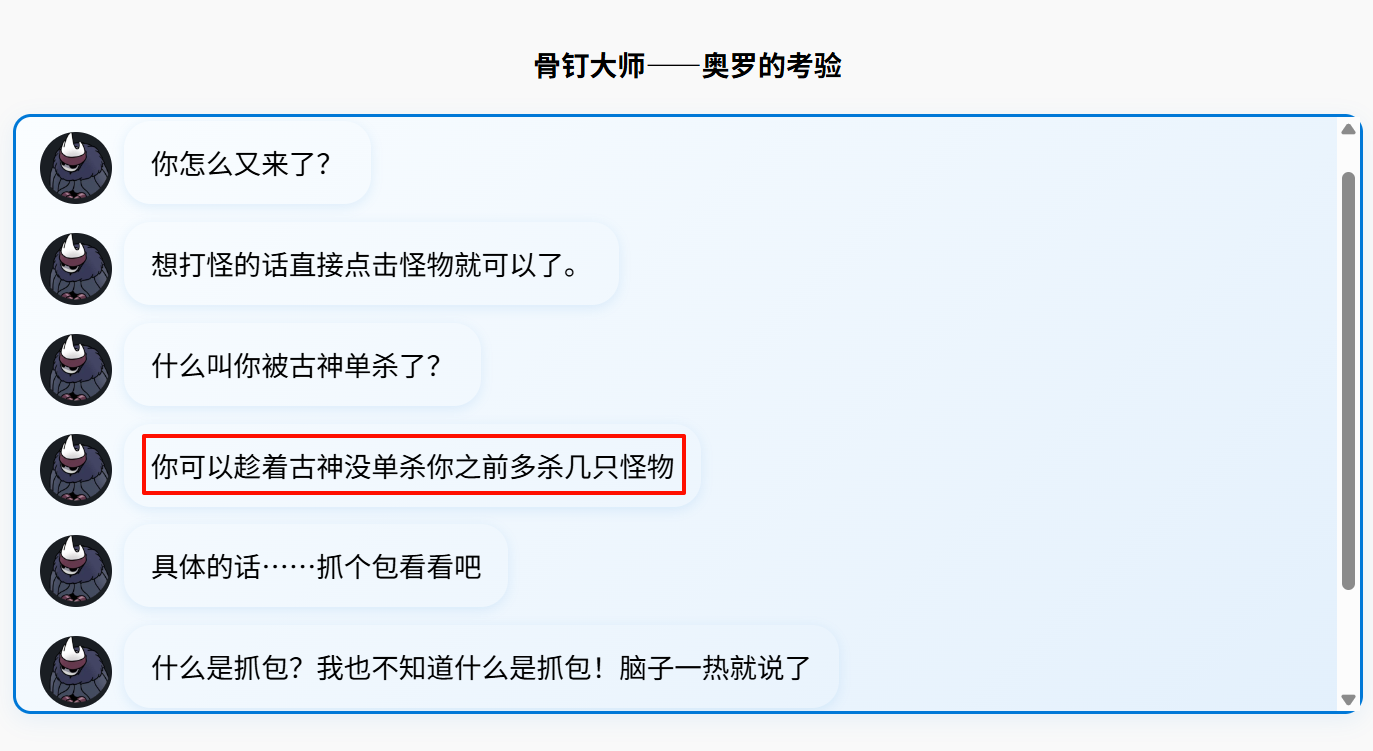 骨钉大师——奥罗的考验
你怎么又来了？
想打怪的话直接点击怪物就可以了。
什么叫你被古神单杀了？
你可以趁着古神没单杀你之前多杀几只怪物
具体的话……抓个包看看吧
什么是抓包？我也不知道什么是抓包！脑子一热就说了